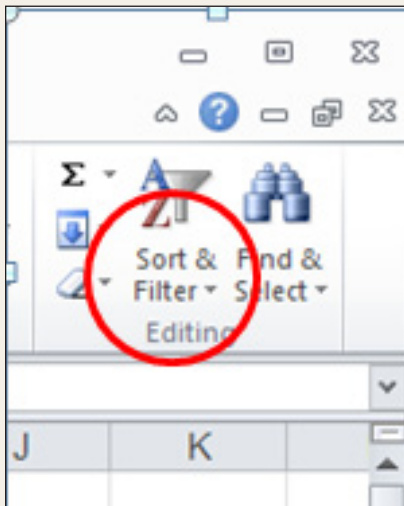 ?
Σ
A
Z
Sort & Find &
Filter Select
Editing
J K